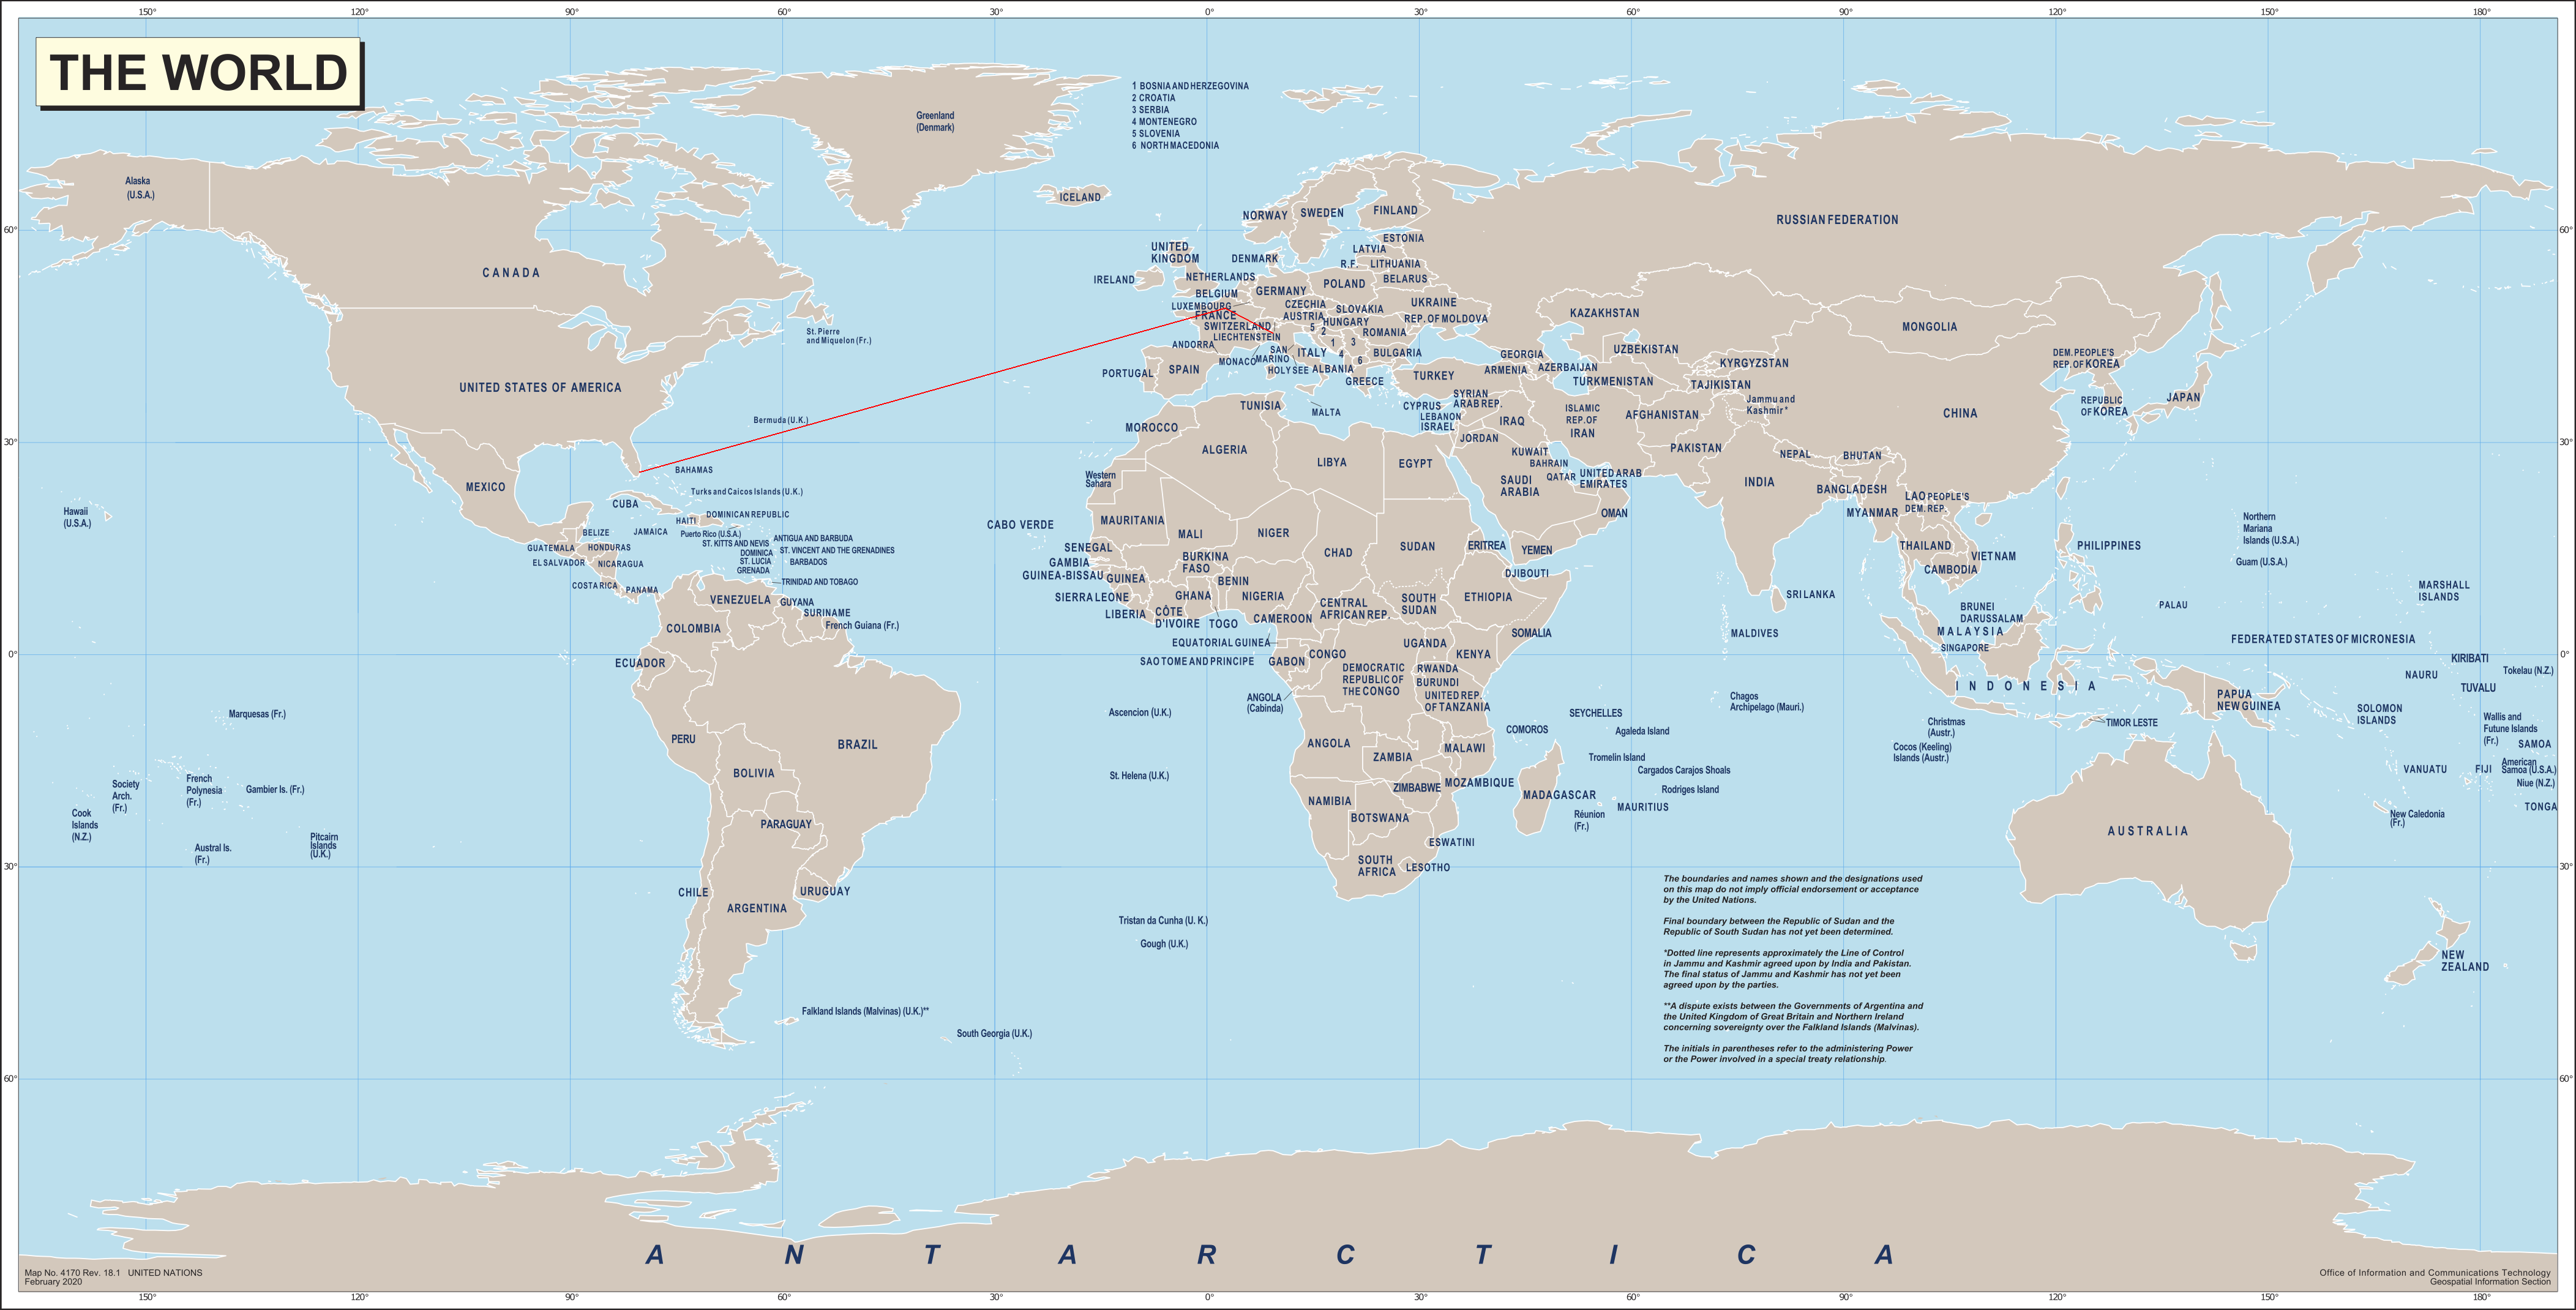 150° 120° 90° 60° 30° 0° 30° 60° 90° 120° 150° 180°
THE WORLD
1 BOSNIA AND HERZEGOVINA
2 CROATIA
3 SERBIA
4 MONTENEGRO
5 SLOVENIA
6 NORTH MACEDONIA
Greenland
(Denmark)
Alaska
(U.S.A.)
ICELAND
60°
60°
NORWAY
SWEDEN
FINLAND
RUSSIAN FEDERATION
CANADA
UNITED
KINGDOM
IRELAND
DENMARK
ESTONIA
LATVIA
R.F.
LITHUANIA
BELARUS
NETHERLANDS
BELGIUM
LUXEMBOURG
GERMANY
POLAND
CZECHIA
SLOVAKIA
UKRAINE
FRANCE
AUSTRIA
HUNGARY
REP. OF MOLDOVA
SWITZERLAND
LIECHTENSTEIN
5
2
ROMANIA
1
3
4
6
ANDORRA
MONACO
SAN
MARINO
ITALY
HOLY SEE
ALBANIA
BULGARIA
GREECE
PORTUGAL
SPAIN
KAZAKHSTAN
MONGOLIA
GEORGIA
ARMENIA
AZERBAIJAN
UZBEKISTAN
TURKMENISTAN
KYRGYZSTAN
TAJIKISTAN
TURKEY
St. Pierre
and Miquelon (Fr.)
UNITED STATES OF AMERICA
DEM. PEOPLE'S
REP. OF KOREA
REPUBLIC
OF KOREA
JAPAN
CHINA
Jammu and
Kashmir *
AFGHANISTAN
ISLAMIC
REP. OF
IRAN
SYRIAN
ARAB REP.
CYPRUS
LEBANON
ISRAEL
IRAQ
JORDAN
MALTA
TUNISIA
MOROCCO
Bermuda (U.K.)
30°
30°
ALGERIA
LIBYA
EGYPT
KUWAIT
BAHRAIN
QATAR
UNITED ARAB
EMIRATES
SAUDI
ARABIA
OMAN
PAKISTAN
NEPAL
BHUTAN
INDIA
BANGLADESH
MYANMAR
LAO PEOPLE'S
DEM. REP.
Western
Sahara
BAHAMAS
Turks and Caicos Islands (U.K.)
MEXICO
CUBA
Hawaii
(U.S.A.)
BELIZE
JAMAICA
HAITI
DOMINICAN REPUBLIC
Puerto Rico (U.S.A.)
ST. KITTS AND NEVIS
ANTIGUA AND BARBUDA
DOMINICA
ST. VINCENT AND THE GRENADINES
ST. LUCIA
BARBADOS
GRENADA
TRINIDAD AND TOBAGO
GUATEMALA
HONDURAS
EL SALVADOR
NICARAGUA
COSTA RICA
PANAMA
CABO VERDE
MAURITANIA
MALI
NIGER
CHAD
SUDAN
ERITREA
YEMEN
DJIBOUTI
SENEGAL
GAMBIA
GUINEA-BISSAU
GUINEA
SIERRA LEONE
LIBERIA
BURKINA
FASO
CÔTE
D'IVOIRE
GHANA
TOGO
BENIN
NIGERIA
CAMEROON
CENTRAL
AFRICAN REP.
SOUTH
SUDAN
ETHIOPIA
SOMALIA
THAILAND
VIET NAM
CAMBODIA
PHILIPPINES
Northern
Mariana
Islands (U.S.A.)
Guam (U.S.A.)
MARSHALL
ISLANDS
PALAU
SRI LANKA
MALDIVES
BRUNEI
DARUSSALAM
MALAYSIA
SINGAPORE
FEDERATED STATES OF MICRONESIA
VENEZUELA
GUYANA
SURINAME
French Guiana (Fr.)
COLOMBIA
ECUADOR
0°
0°
EQUATORIAL GUINEA
SAO TOME AND PRINCIPE
GABON
CONGO
DEMOCRATIC
REPUBLIC OF
THE CONGO
UGANDA
KENYA
RWANDA
BURUNDI
UNITED REP.
OF TANZANIA
ANGOLA
(Cabinda)
INDONESIA
KIRIBATI
NAURU
TUVALU
Tokelau (N.Z.)
PAPUA
NEW GUINEA
SOLOMON
ISLANDS
Marquesas (Fr.)
Ascencion (U.K.)
SEYCHELLES
COMOROS
Agaleda Island
Chagos
Archipelago (Mauri.)
Christmas
(Austr.)
TIMOR LESTE
Cocos (Keeling)
Islands (Austr.)
Wallis and
Futune Islands
(Fr.)
SAMOA
PERU
BRAZIL
BOLIVIA
ANGOLA
ZAMBIA
MALAWI
Tromelin Island
Cargados Carajos Shoals
American
Samoa (U.S.A.)
VANUATU
FIJI
Niue (N.Z.)
TONGA
St. Helena (U.K.)
ZIMBABWE
MOZAMBIQUE
MADAGASCAR
Rodriges Island
MAURITIUS
Réunion
(Fr.)
NAMIBIA
BOTSWANA
Society
Arch.
(Fr.)
French
Polynesia
(Fr.)
Gambier Is. (Fr.)
Cook
Islands
(N.Z.)
Austral Is.
(Fr.)
Pitcairn
Islands
(U.K.)
PARAGUAY
New Caledonia
(Fr.)
AUSTRALIA
ESWATINI
SOUTH
AFRICA
LESOTHO
30°
30°
CHILE
URUGUAY
ARGENTINA
Tristan da Cunha (U. K.)
Gough (U.K.)
NEW
ZEALAND
Falkland Islands (Malvinas) (U.K.)**
South Georgia (U.K.)
The boundaries and names shown and the designations used
on this map do not imply official endorsement or acceptance
by the United Nations.
Final boundary between the Republic of Sudan and the
Republic of South Sudan has not yet been determined.
*Dotted line represents approximately the Line of Control
in Jammu and Kashmir agreed upon by India and Pakistan.
The final status of Jammu and Kashmir has not yet been
agreed upon by the parties.
**A dispute exists between the Governments of Argentina and
the United Kingdom of Great Britain and Northern Ireland
concerning sovereignty over the Falkland Islands (Malvinas).
The initials in parentheses refer to the administering Power
or the Power involved in a special treaty relationship.
60°
60°
ANTARCTICA
Map No. 4170 Rev. 18.1 UNITED NATIONS
February 2020
Office of Information and Communications Technology
Geospatial Information Section
150° 120° 90° 60° 30° 0° 30° 60° 90° 120° 150° 180°